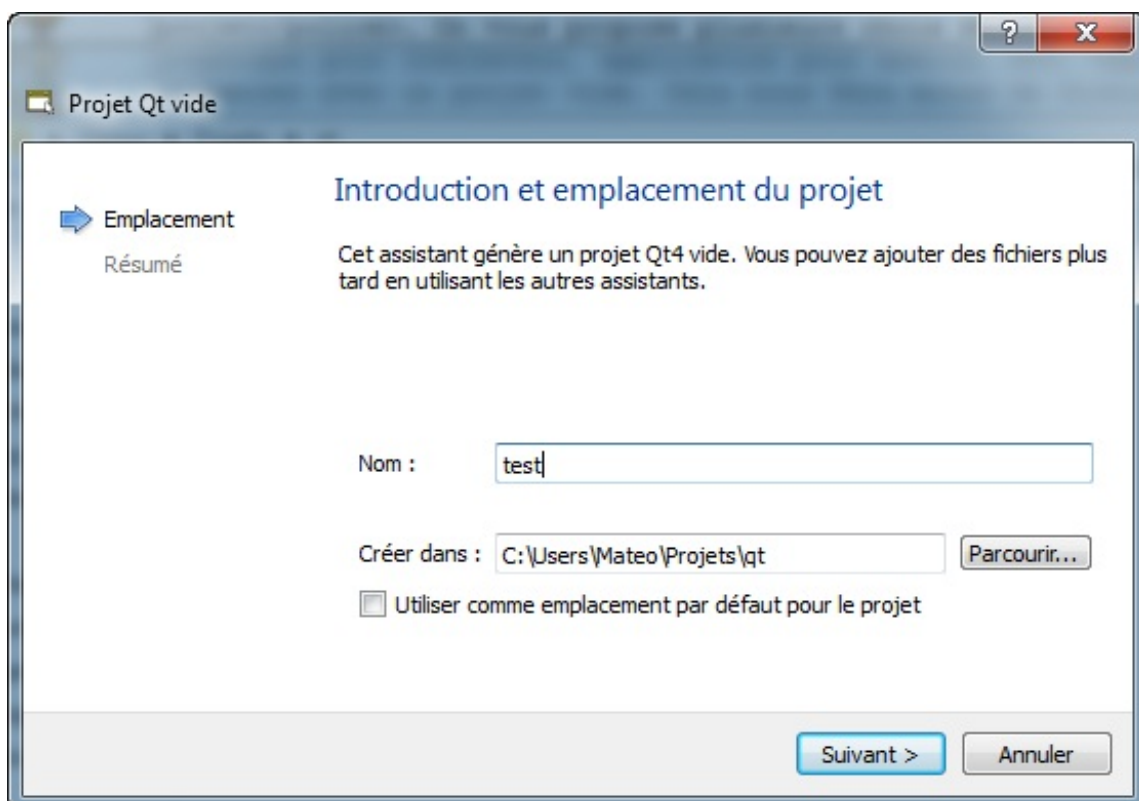 ?
X
Projet Qt vide
Emplacement
Résumé
Introduction et emplacement du projet
Cet assistant génère un projet Qt4 vide. Vous pouvez ajouter des fichiers plus
tard en utilisant les autres assistants.
Nom :
test
Créer dans :
C:\Users\Mateo\Projets\qt
Parcourir...
Utiliser comme emplacement par défaut pour le projet
Suivant >
Annuler